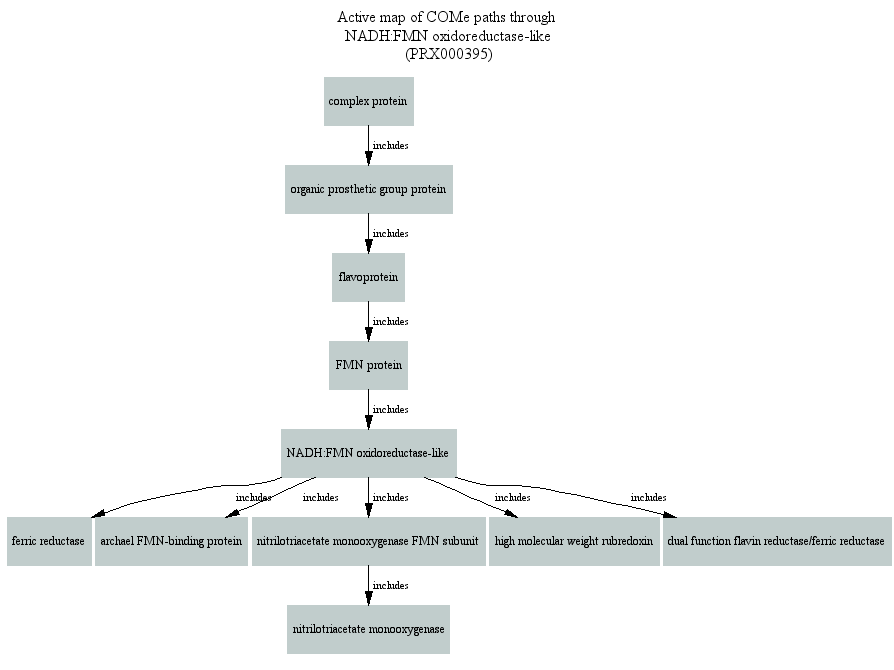 Active map of COMe paths through
NADH:FMN oxidoreductase-like
(PRX000395)
complex protein
includes
organic prosthetic group protein
includes
flavoprotein
includes
FMN protein
includes
NADH:FMN oxidoreductase-like
includes includes includes includes includes
ferric reductase archael FMN-binding protein nitrilotriacetate monooxygenase FMN subunit high molecular weight rubredoxin dual function flavin reductase/ferric reductase
includes
nitrilotriacetate monooxygenase